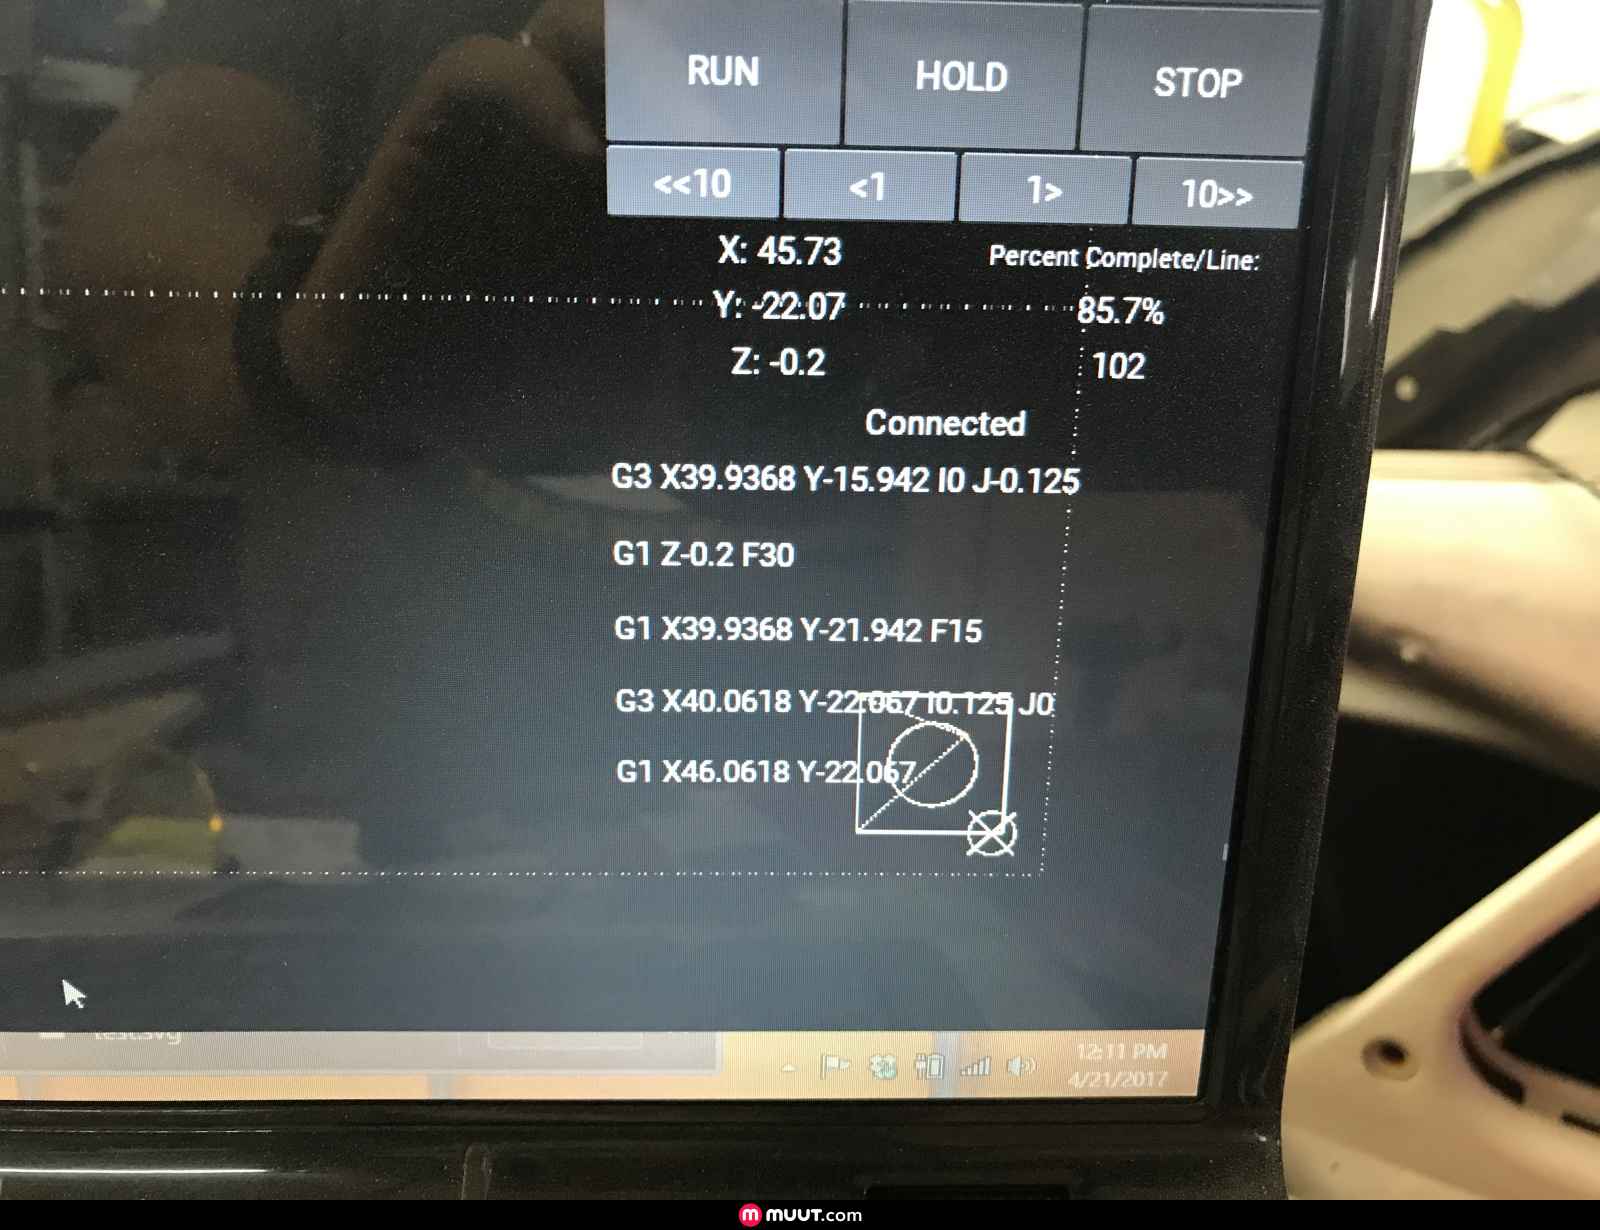 RUN HOLD STOP
<<10 <1 1> 10>>
X: 45.73 Percent Complete/Line:
Y: -22.07 85.7%
Z: -0.2 102
Connected
G3 X39.9368 Y-15.942 I0 J-0.125
G1 Z-0.2 F30
G1 X39.9368 Y-21.942 F15
G3 X40.0618 Y-22.067 I0.125 J0
G1 X46.0618 Y-22.067
test.svg
12:11 PM
4/21/2017
m muut.com